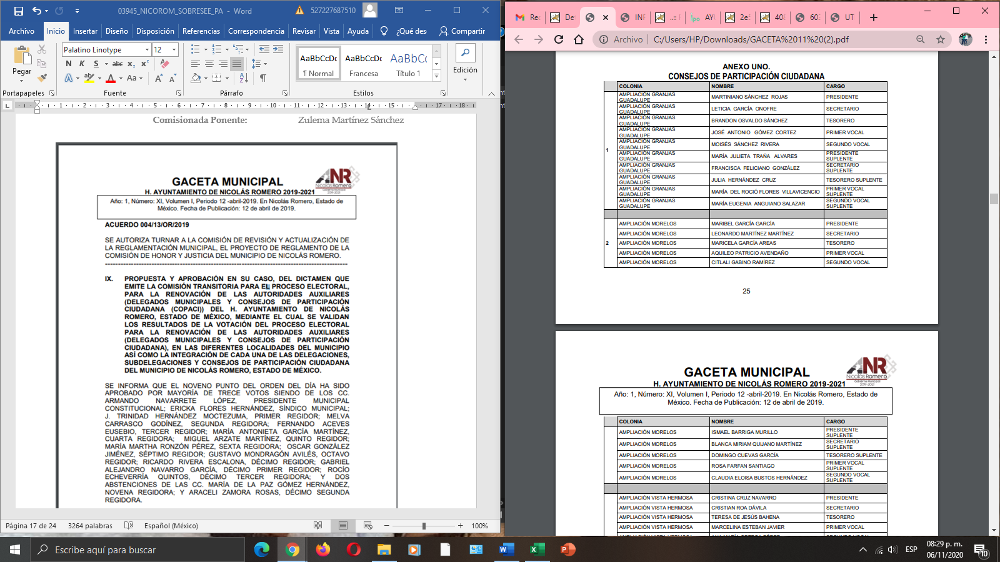 03945_NICOROM_SOBRESEE_PA - Word
527227687510
Archivo Inicio Insertar Diseño Disposición Referencias Correspondencia Revisar Vista Ayuda ¿Qué des Compartir
Pegar
Palatino Linotype 12
N K S abc x₂ x²
A ab A Aa A A
AaBbCcDc AaBbCcDc AaBbCc
¶ Normal Francesa Título 1
Edición
Portapapeles Fuente Párrafo Estilos
1 2 3 4 5 6 7 8 9 10 11 12 13 14 15 17 18
Comisionada Ponente: Zulema Martínez Sánchez
NR
Nicolás Romero
GACETA MUNICIPAL
H. AYUNTAMIENTO DE NICOLÁS ROMERO 2019-2021
Año: 1, Número: XI, Volumen I, Periodo 12 -abril-2019. En Nicolás Romero, Estado de
México. Fecha de Publicación: 12 de abril de 2019.
ACUERDO 004/13/OR/2019
SE AUTORIZA TURNAR A LA COMISIÓN DE REVISIÓN Y ACTUALIZACIÓN DE
LA REGLAMENTACIÓN MUNICIPAL, EL PROYECTO DE REGLAMENTO DE LA
COMISIÓN DE HONOR Y JUSTICIA DEL MUNICIPIO DE NICOLÁS ROMERO.
IX. PROPUESTA Y APROBACIÓN EN SU CASO, DEL DICTAMEN QUE
EMITE LA COMISIÓN TRANSITORIA PARA EL PROCESO ELECTORAL,
PARA LA RENOVACIÓN DE LAS AUTORIDADES AUXILIARES
(DELEGADOS MUNICIPALES Y CONSEJOS DE PARTICIPACIÓN
CIUDADANA (COPACI)) DEL H. AYUNTAMIENTO DE NICOLÁS
ROMERO, ESTADO DE MÉXICO, MEDIANTE EL CUAL SE VALIDAN
LOS RESULTADOS DE LA VOTACIÓN DEL PROCESO ELECTORAL
PARA LA RENOVACIÓN DE LAS AUTORIDADES AUXILIARES
(DELEGADOS MUNICIPALES Y CONSEJOS DE PARTICIPACIÓN
CIUDADANA), EN LAS DIFERENTES LOCALIDADES DEL MUNICIPIO
ASÍ COMO LA INTEGRACIÓN DE CADA UNA DE LAS DELEGACIONES,
SUBDELEGACIONES Y CONSEJOS DE PARTICIPACIÓN CIUDADANA
DEL MUNICIPIO DE NICOLÁS ROMERO, ESTADO DE MÉXICO.
SE INFORMA QUE EL NOVENO PUNTO DEL ORDEN DEL DÍA HA SIDO
APROBADO POR MAYORÍA DE TRECE VOTOS SIENDO DE LOS CC.
ARMANDO NAVARRETE LÓPEZ, PRESIDENTE MUNICIPAL
CONSTITUCIONAL; ERICKA FLORES HERNÁNDEZ, SÍNDICO MUNICIPAL;
J. TRINIDAD HERNÁNDEZ MOCTEZUMA, PRIMER REGIDOR; MELVA
CARRASCO GODÍNEZ, SEGUNDA REGIDORA; FERNANDO ACEVES
EUSEBIO, TERCER REGIDOR; MARÍA ANTONIETA GARCÍA MARTÍNEZ,
CUARTA REGIDORA; MIGUEL ARZATE MARTÍNEZ, QUINTO REGIDOR;
MARÍA MARTHA RONZÓN PÉREZ, SEXTA REGIDORA; OSCAR GONZÁLEZ
JIMÉNEZ, SÉPTIMO REGIDOR; GUSTAVO MONDRAGÓN AVILÉS, OCTAVO
REGIDOR; RICARDO RIVERA ESCALONA, DÉCIMO REGIDOR; GABRIEL
ALEJANDRO NAVARRO GARCÍA, DÉCIMO PRIMER REGIDOR; ROCÍO
ECHEVERRÍA QUINTOS, DÉCIMO TERCER REGIDORA; Y DOS
ABSTENCIONES DE LAS CC. MARÍA DE LA PAZ GÓMEZ HERNÁNDEZ,
NOVENA REGIDORA; Y ARACELI ZAMORA ROSAS, DÉCIMO SEGUNDA
REGIDORA.
Página 17 de 24 3264 palabras Español (México) 100%
Rec De INF ..:: AYU 2eS 408 603 UT
Archivo C:/Users/HP/Downloads/GACETA%2011%20(2).pdf
ANEXO UNO.
CONSEJOS DE PARTICIPACIÓN CIUDADANA
COLONIA NOMBRE CARGO
1
AMPLIACIÓN GRANJAS GUADALUPE MARTINIANO SÁNCHEZ ROJAS PRESIDENTE
AMPLIACIÓN GRANJAS GUADALUPE LETICIA GARCÍA ONOFRE SECRETARIO
AMPLIACIÓN GRANJAS GUADALUPE BRANDON OSVALDO SÁNCHEZ TESORERO
AMPLIACIÓN GRANJAS GUADALUPE JOSÉ ANTONIO GÓMEZ CORTEZ PRIMER VOCAL
AMPLIACIÓN GRANJAS GUADALUPE MOISÉS SÁNCHEZ RIVERA SEGUNDO VOCAL
AMPLIACIÓN GRANJAS GUADALUPE MARÍA JULIETA TRAÑA ALVARES PRESIDENTE SUPLENTE
AMPLIACIÓN GRANJAS GUADALUPE FRANCISCA FELICIANO GONZÁLEZ SECRETARIO SUPLENTE
AMPLIACIÓN GRANJAS GUADALUPE JULIA HERNÁNDEZ CRUZ TESORERO SUPLENTE
AMPLIACIÓN GRANJAS GUADALUPE MARÍA DEL ROCIÓ FLORES VILLAVICENCIO PRIMER VOCAL SUPLENTE
AMPLIACIÓN GRANJAS GUADALUPE MARÍA EUGENIA ANGUIANO SALAZAR SEGUNDO VOCAL SUPLENTE
2
AMPLIACIÓN MORELOS MARIBEL GARCÍA GARCÍA PRESIDENTE
AMPLIACIÓN MORELOS LEONARDO MARTÍNEZ MARTÍNEZ SECRETARIO
AMPLIACIÓN MORELOS MARICELA GARCÍA AREAS TESORERO
AMPLIACIÓN MORELOS AQUILEO PATRICIO AVENDAÑO PRIMER VOCAL
AMPLIACIÓN MORELOS CITLALI GABINO RAMÍREZ SEGUNDO VOCAL
25
NR
Nicolás Romero
Gobierno Municipal
2019-2021
GACETA MUNICIPAL
H. AYUNTAMIENTO DE NICOLÁS ROMERO 2019-2021
Año: 1, Número: XI, Volumen I, Periodo 12 -abril-2019. En Nicolás Romero, Estado de
México. Fecha de Publicación: 12 de abril de 2019.
COLONIA NOMBRE CARGO
AMPLIACIÓN MORELOS ISMAEL BARRIGA MURILLO PRESIDENTE SUPLENTE
AMPLIACIÓN MORELOS BLANCA MIRIAM QUIJANO MARTÍNEZ SECRETARIO SUPLENTE
AMPLIACIÓN MORELOS DOMINGO CUEVAS GARCÍA TESORERO SUPLENTE
AMPLIACIÓN MORELOS ROSA FARFAN SANTIAGO PRIMER VOCAL SUPLENTE
AMPLIACIÓN MORELOS CLAUDIA ELOISA BUSTOS HERNÁNDEZ SEGUNDO VOCAL SUPLENTE
AMPLIACIÓN VISTA HERMOSA CRISTINA CRUZ NAVARRO PRESIDENTE
AMPLIACIÓN VISTA HERMOSA CRISTIAN ROA DÁVILA SECRETARIO
AMPLIACIÓN VISTA HERMOSA TERESA DE JESÚS BAHENA TESORERO
AMPLIACIÓN VISTA HERMOSA MARCELINA ESTEBAN JAVIER PRIMER VOCAL
Escribe aquí para buscar
ESP
08:29 p. m.
06/11/2020
10